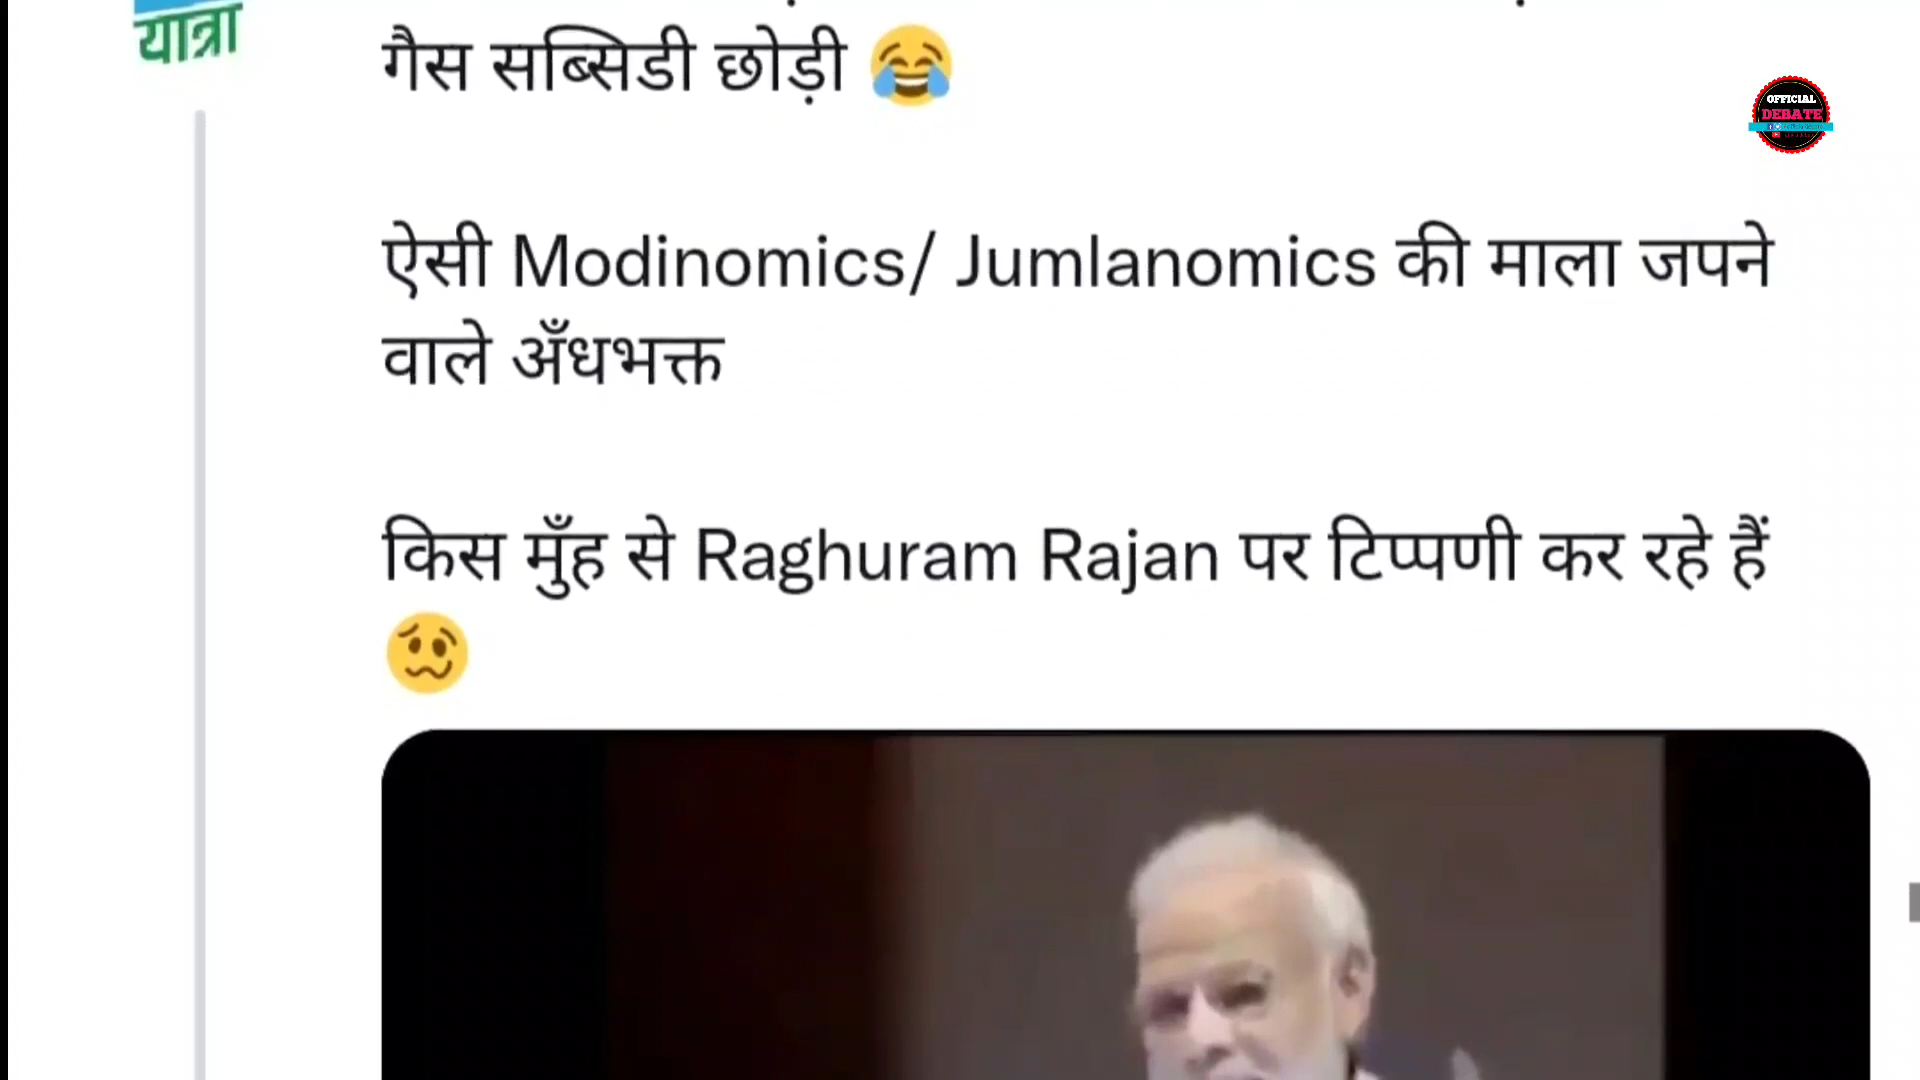 यात्रा
गैस सब्सिडी छोड़ी 😂
OFFICIAL
DEBATE
ऐसी Modinomics/ Jumlanomics की माला जपने
वाले अँधभक्त
किस मुँह से Raghuram Rajan पर टिप्पणी कर रहे हैं
🥴